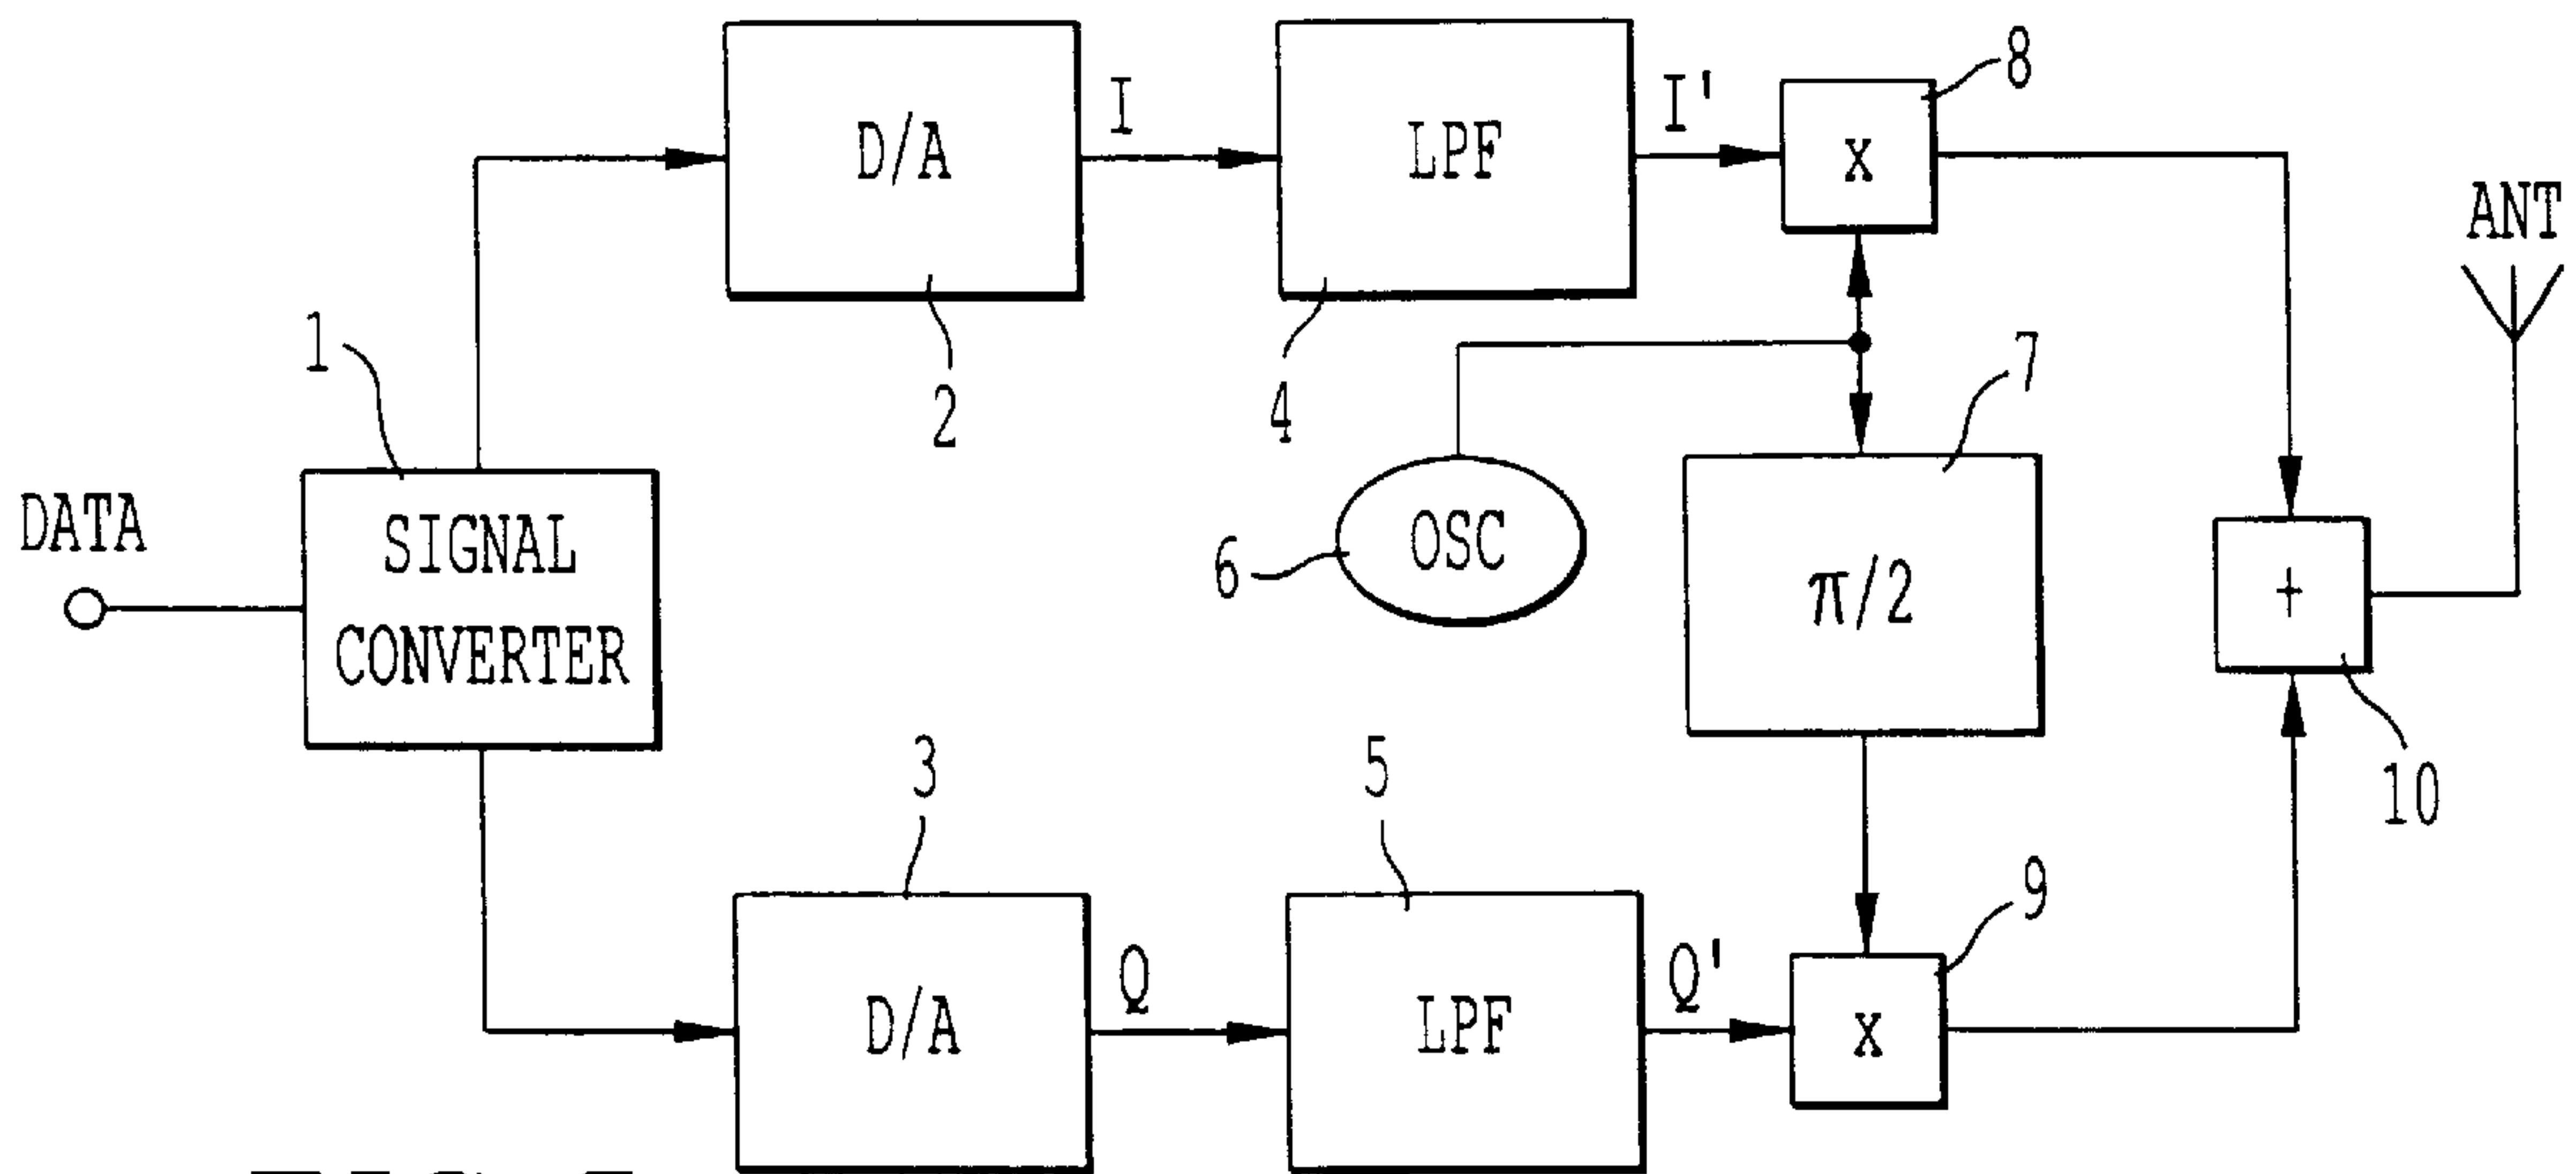 D/A
I
LPF
I'
8
X
ANT
1
2
4
7
DATA
SIGNAL
CONVERTER
6
OSC
π/2
+
10
3
5
9
D/A
Q
LPF
Q'
X